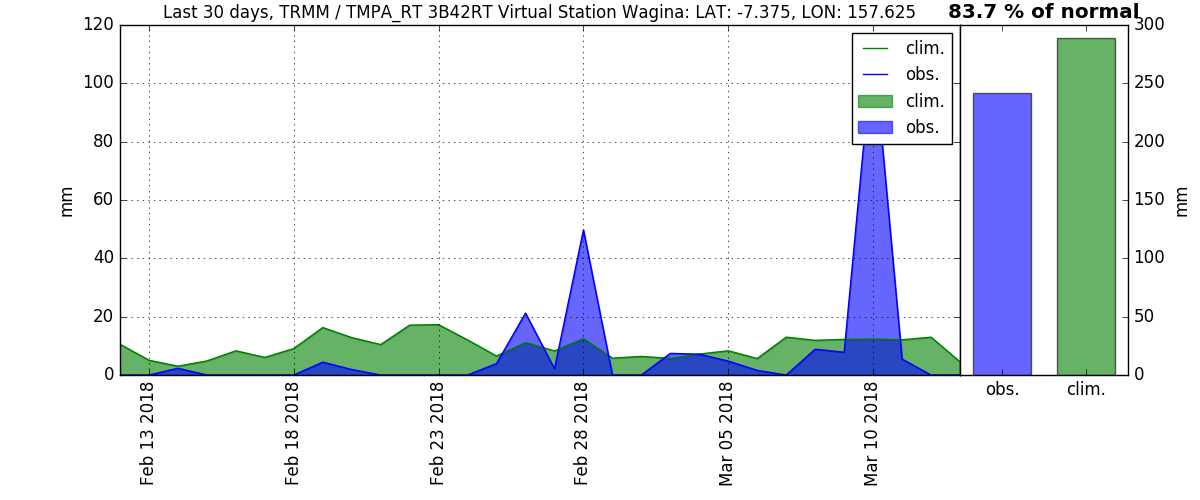 Last 30 days, TRMM / TMPA_RT 3B42RT Virtual Station Wagina: LAT: -7.375, LON: 157.625
83.7 % of normal
120
100
80
60
40
20
0
mm
clim.
obs.
clim.
obs.
300
250
200
150
100
50
0
mm
Feb 13 2018
Feb 18 2018
Feb 23 2018
Feb 28 2018
Mar 05 2018
Mar 10 2018
obs.
clim.